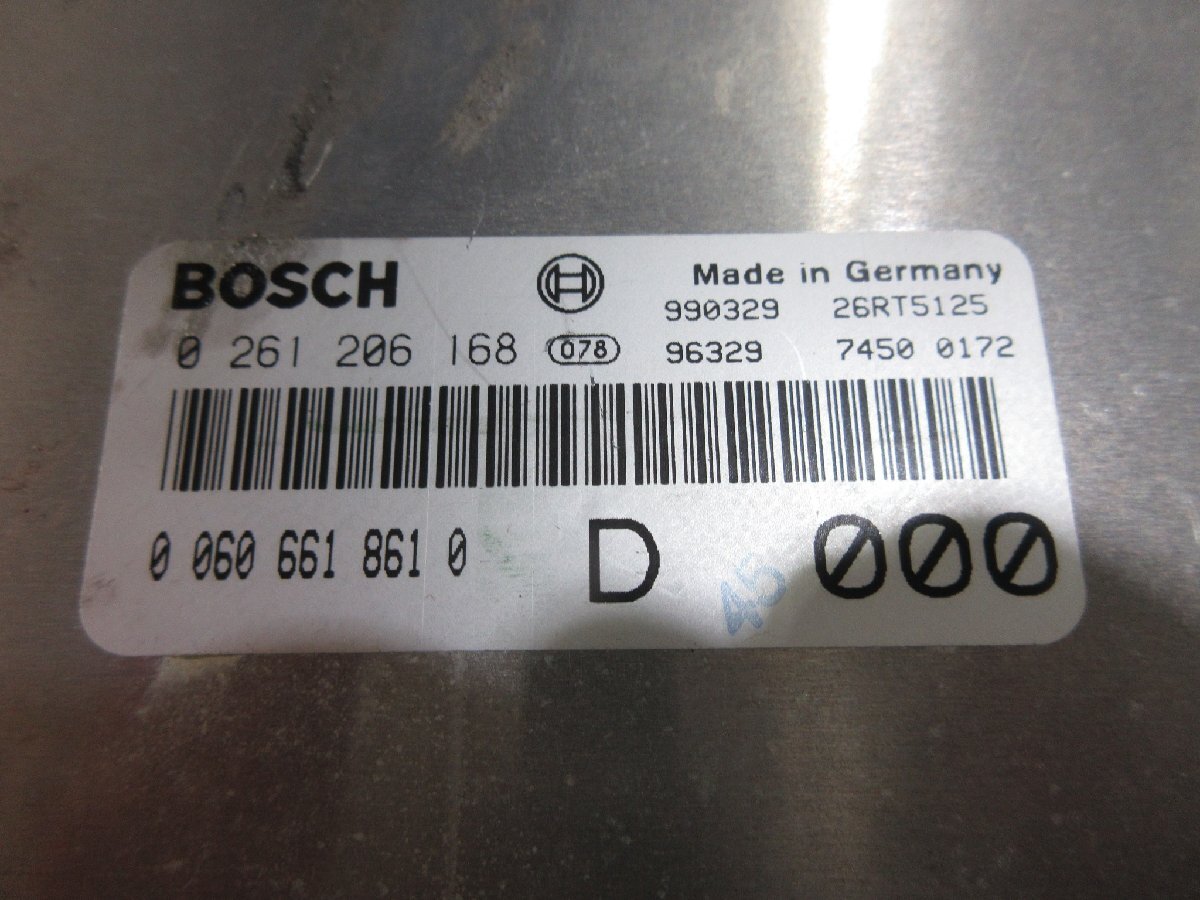 BOSCH Made in Germany
990329 26RT5125
0 261 206 168 078 96329 7450 0172
0 060 661 861 0 D 000
45